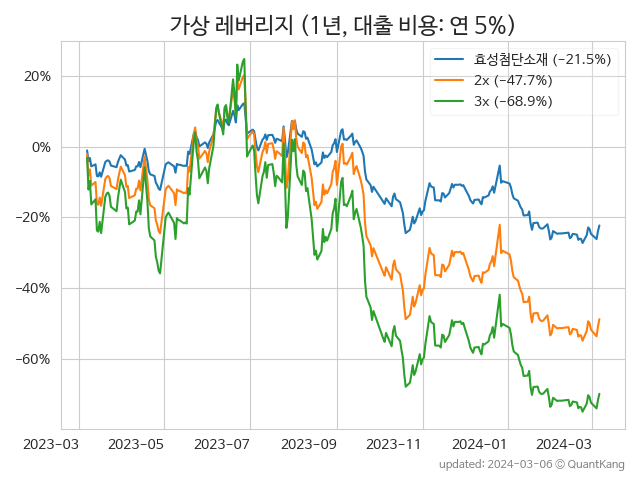 가상 레버리지 (1년, 대출 비용: 연 5%)
효성첨단소재 (−21.5%)
2x (−47.7%)
3x (−68.9%)
20%
0%
−20%
−40%
−60%
2023-03 2023-05 2023-07 2023-09 2023-11 2024-01 2024-03
updated: 2024-03-06 © QuantKang